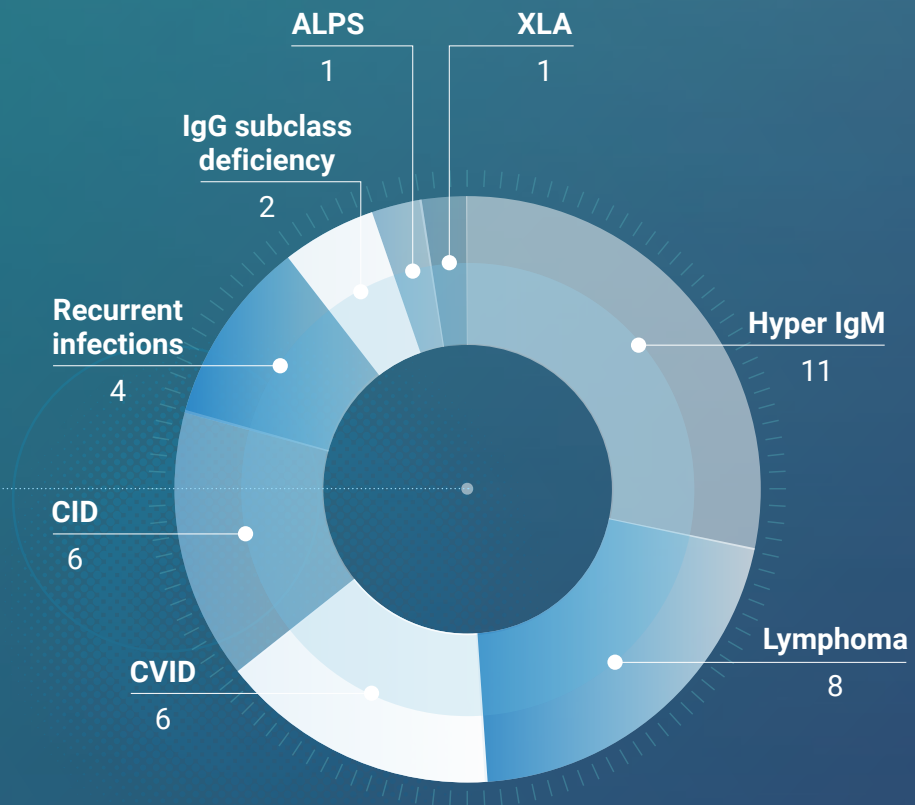 ALPS
1
XLA
1
IgG subclass
deficiency
2
Recurrent
infections
4
Hyper IgM
11
CID
6
Lymphoma
8
CVID
6